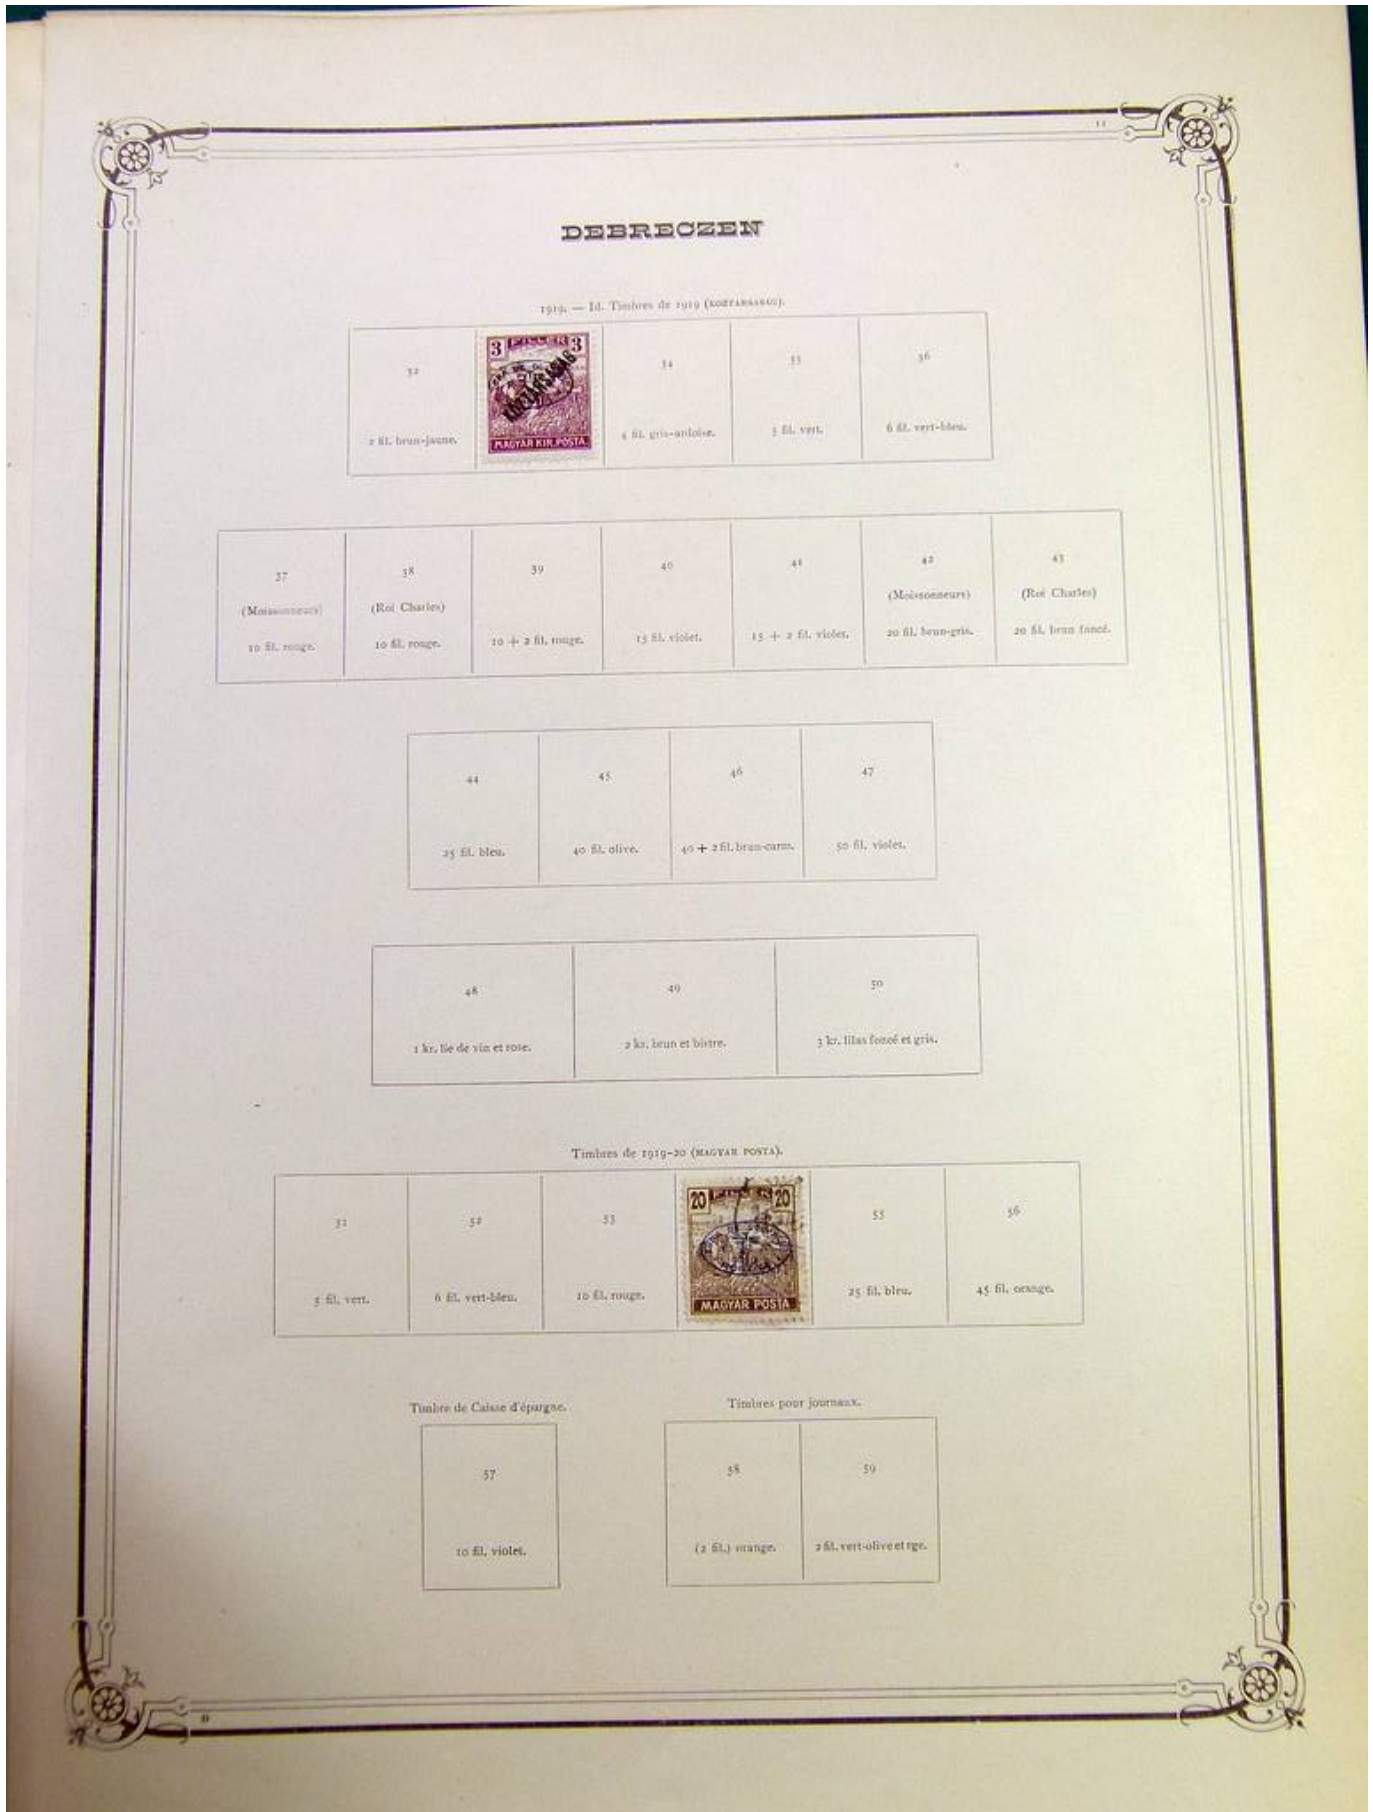 11
DEBRECZEN
1919. — Id. Timbres de 1919 (KOZTARSASAG).
32
3 FILLER 3
KÖZTÁRSASÁG
MAGYAR KIR. POSTA
34
35
36
2 fil. brun-jaune.
4 fil. gris-ardoise.
5 fil. vert.
6 fil. vert-bleu.
37
38
39
40
41
42
43
(Moissonneurs)
(Roi Charles)
(Moissonneurs)
(Roi Charles)
10 fil. rouge.
10 fil. rouge.
10 + 2 fil. rouge.
15 fil. violet.
15 + 2 fil. violet.
20 fil. brun-gris.
20 fil. brun foncé.
44
45
46
47
25 fil. bleu.
40 fil. olive.
40 + 2 fil. brun-carm.
50 fil. violet.
48
49
50
1 kr. lie de vin et rose.
2 kr. brun et bistre.
3 kr. lilas foncé et gris.
Timbres de 1919-20 (MAGYAR POSTA).
51
52
53
20 FILLER 20
MAGYAR POSTA
55
56
5 fil. vert.
6 fil. vert-bleu.
10 fil. rouge.
25 fil. bleu.
45 fil. orange.
Timbre de Caisse d'épargne.
Timbres pour journaux.
57
58
59
10 fil. violet.
(2 fil.) orange.
2 fil. vert-olive et rge.